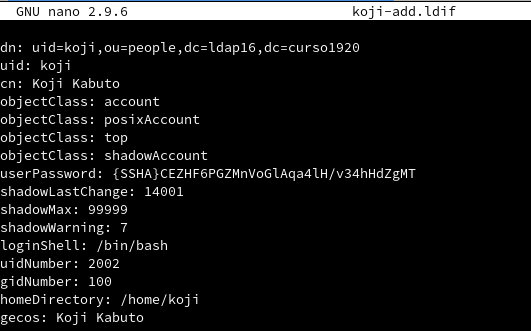 GNU nano 2.9.6 koji-add.ldif
dn: uid=koji,ou=people,dc=ldap16,dc=curso1920
uid: koji
cn: Koji Kabuto
objectClass: account
objectClass: posixAccount
objectClass: top
objectClass: shadowAccount
userPassword: {SSHA}CEZHF6PGZMnVoGlAqa4lH/v34hHdZgMT
shadowLastChange: 14001
shadowMax: 99999
shadowWarning: 7
loginShell: /bin/bash
uidNumber: 2002
gidNumber: 100
homeDirectory: /home/koji
gecos: Koji Kabuto